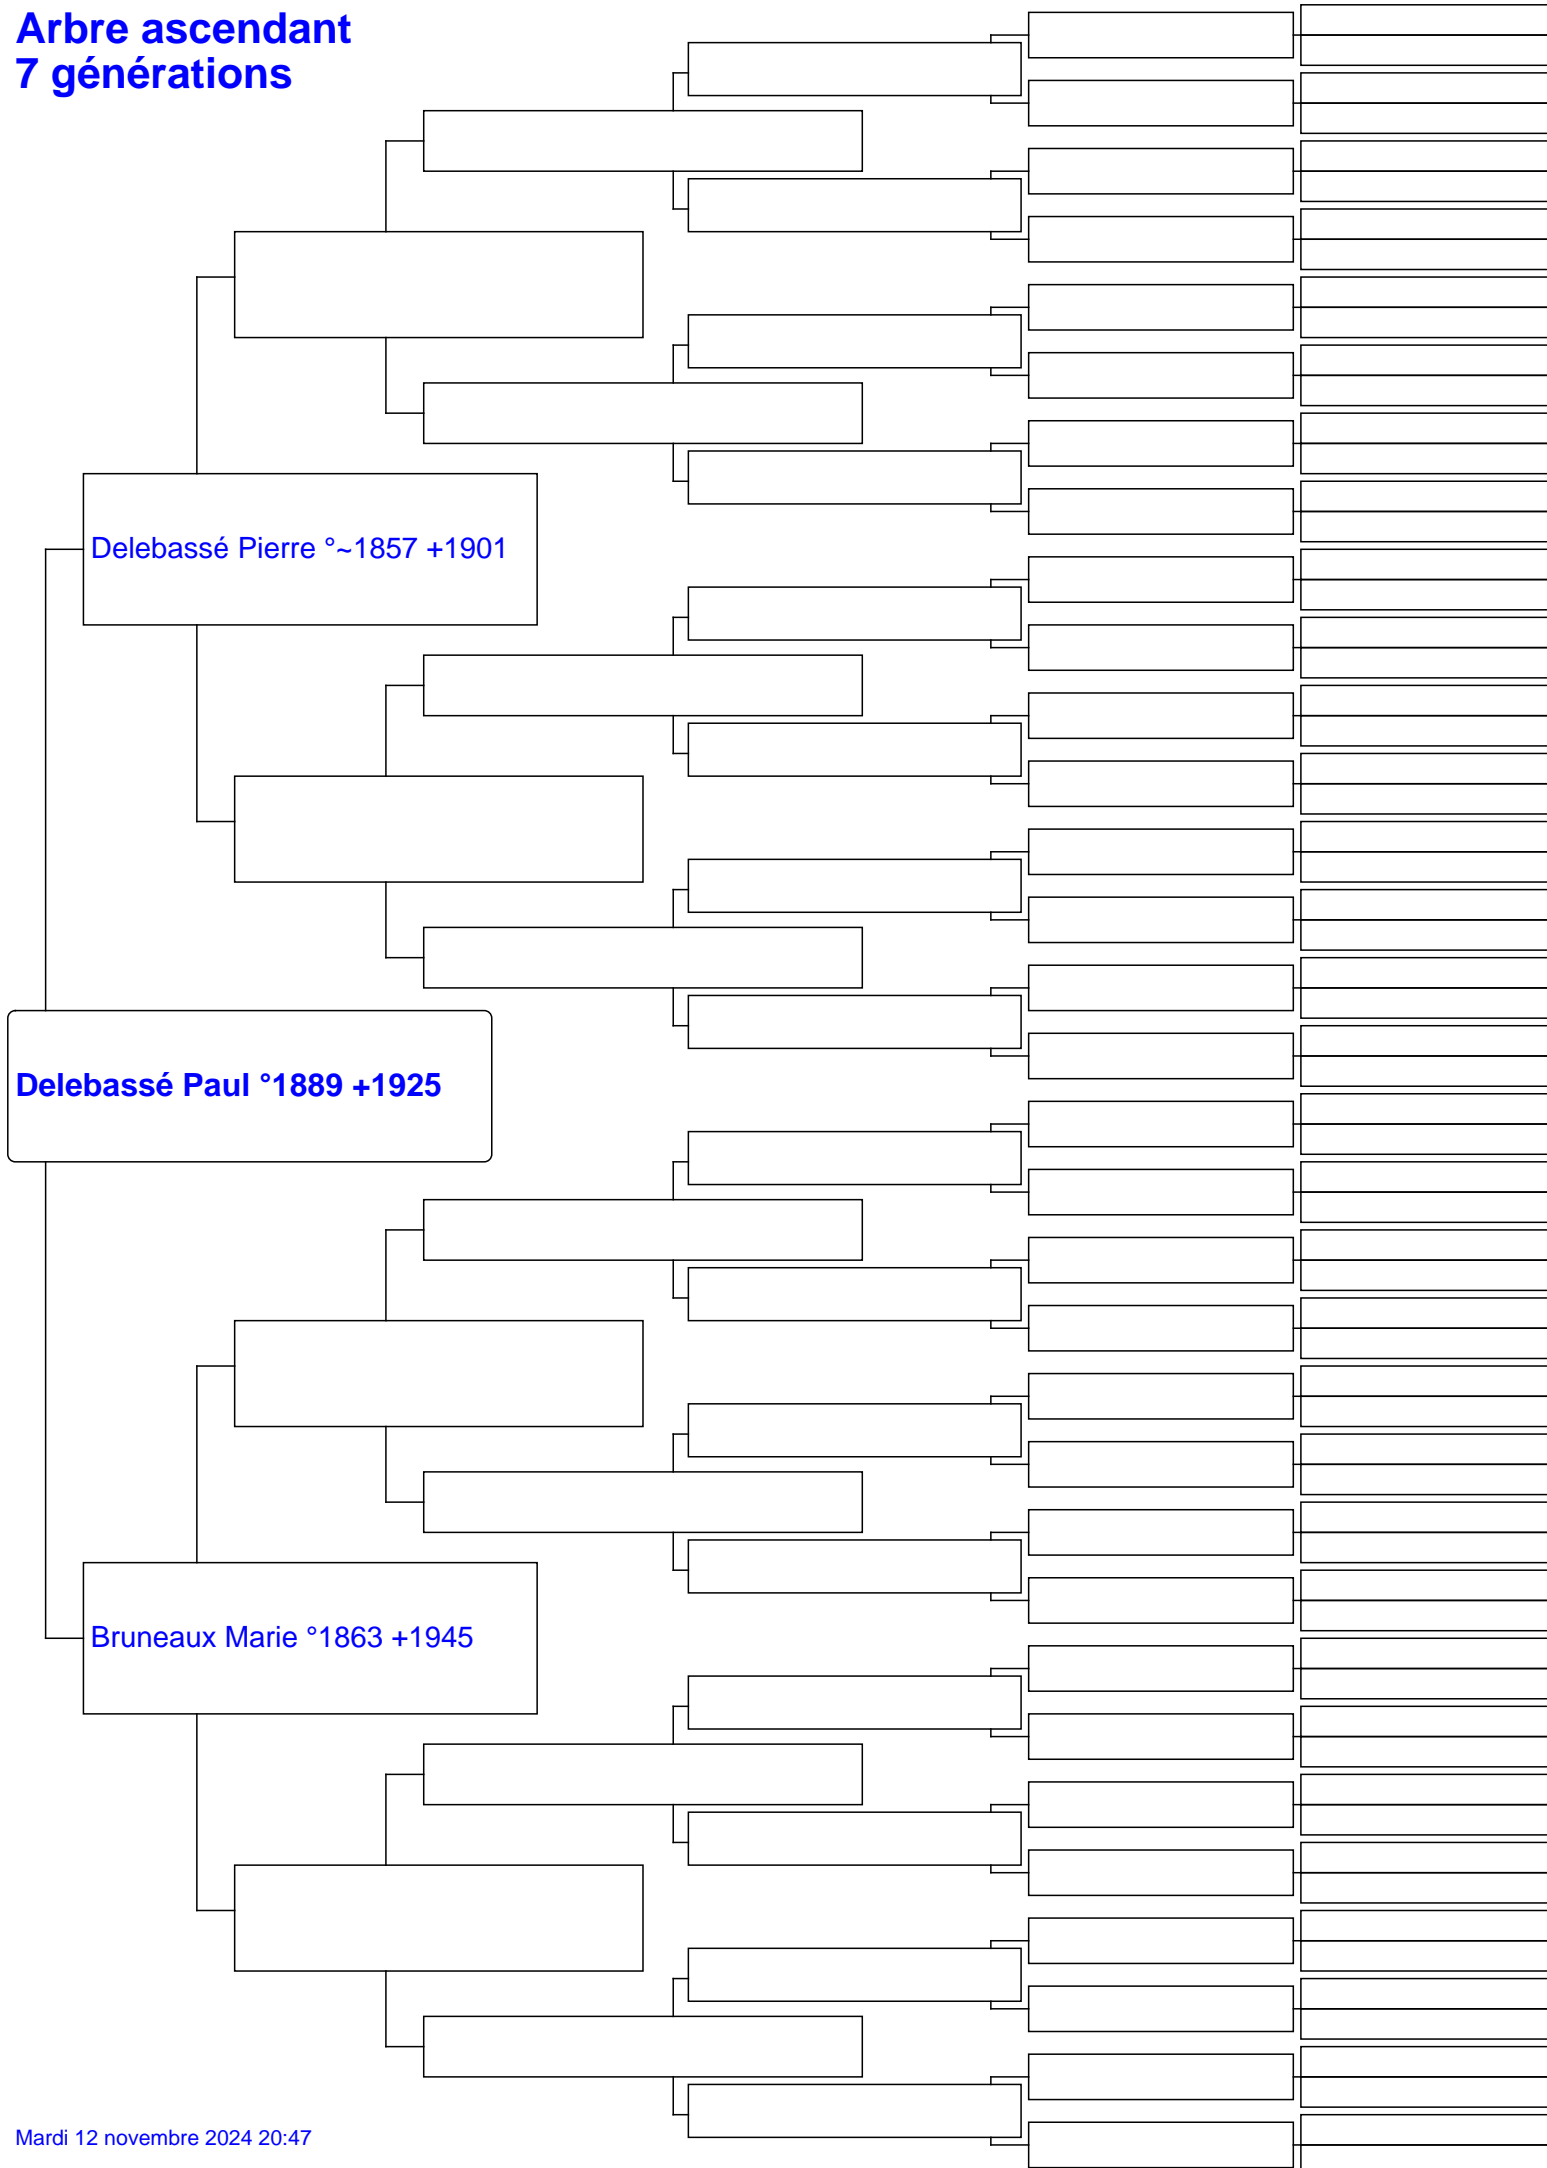 Arbre ascendant
7 générations
Delebassé Pierre °~1857 +1901
Delebassé Paul °1889 +1925
Bruneaux Marie °1863 +1945
Mardi 12 novembre 2024 20:47